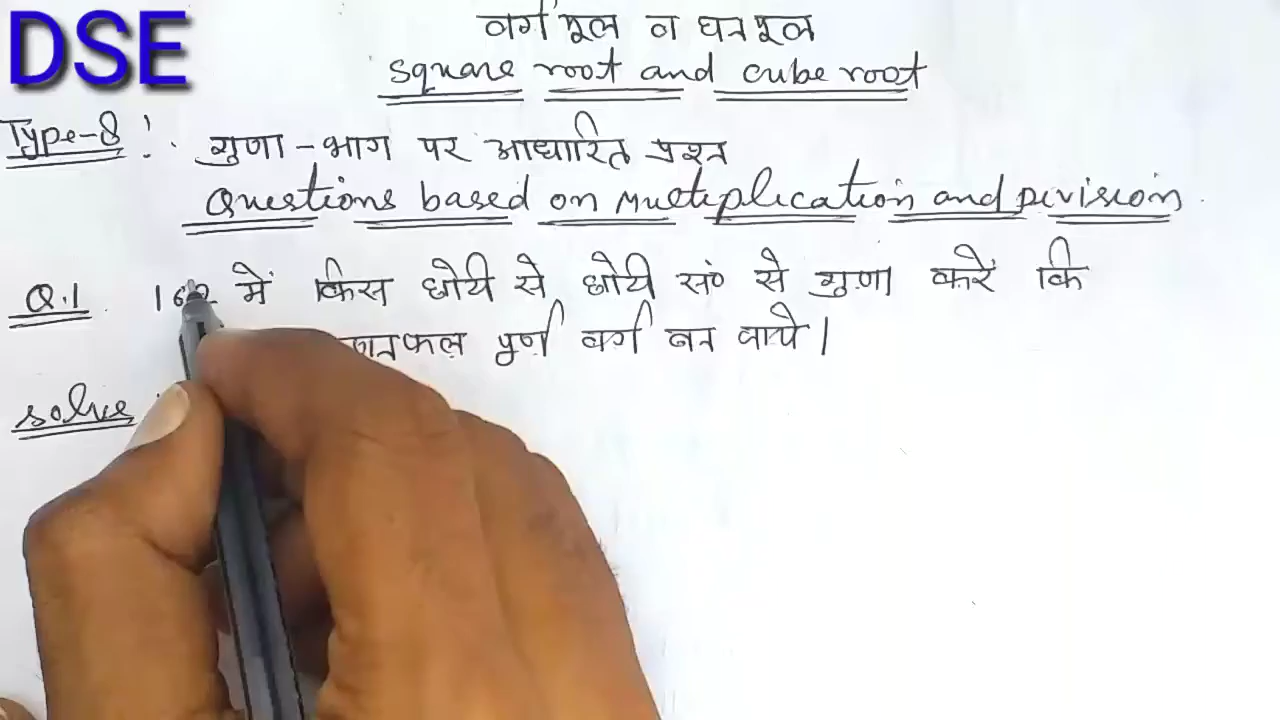 DSE
वर्गमूल व घनमूल
square root and cube root
Type-8 :. गुणा-भाग पर आधारित प्रश्न
Questions based on Multiplication and Division.
Q.1 में किस छोटी से छोटी सं० से गुणा करें कि
पूर्ण वर्ग बन जाये।
solve